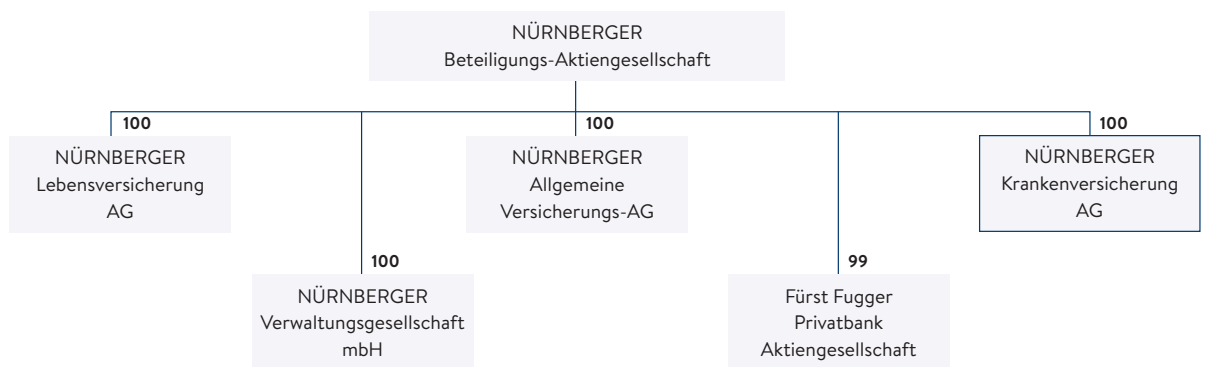 NÜRNBERGER
Beteiligungs-Aktiengesellschaft
100
NÜRNBERGER
Lebensversicherung
AG
100
NÜRNBERGER
Allgemeine
Versicherungs-AG
100
NÜRNBERGER
Krankenversicherung
AG
100
NÜRNBERGER
Verwaltungsgesellschaft
mbH
99
Fürst Fugger
Privatbank
Aktiengesellschaft